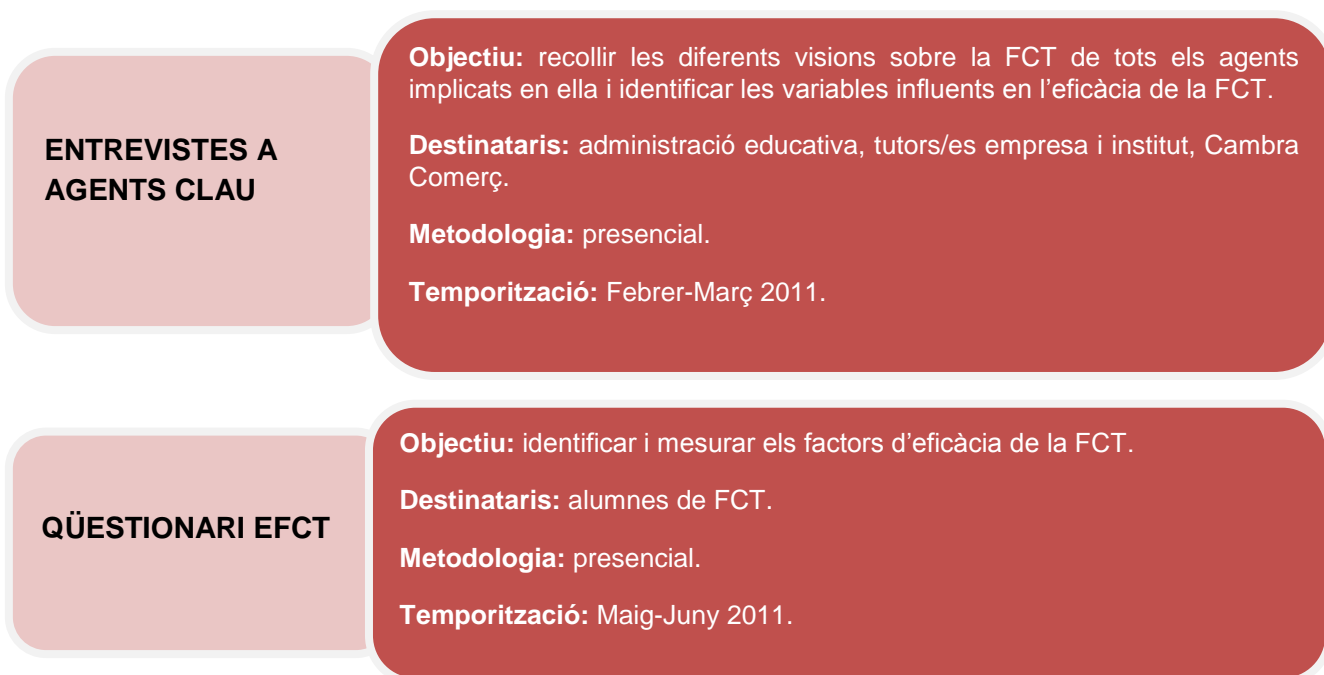 ENTREVISTES A
AGENTS CLAU
Objectiu: recollir les diferents visions sobre la FCT de tots els agents
implicats en ella i identificar les variables influents en l’eficàcia de la FCT.
Destinataris: administració educativa, tutors/es empresa i institut, Cambra
Comerç.
Metodologia: presencial.
Temporització: Febrer-Març 2011.
QÜESTIONARI EFCT
Objectiu: identificar i mesurar els factors d’eficàcia de la FCT.
Destinataris: alumnes de FCT.
Metodologia: presencial.
Temporització: Maig-Juny 2011.